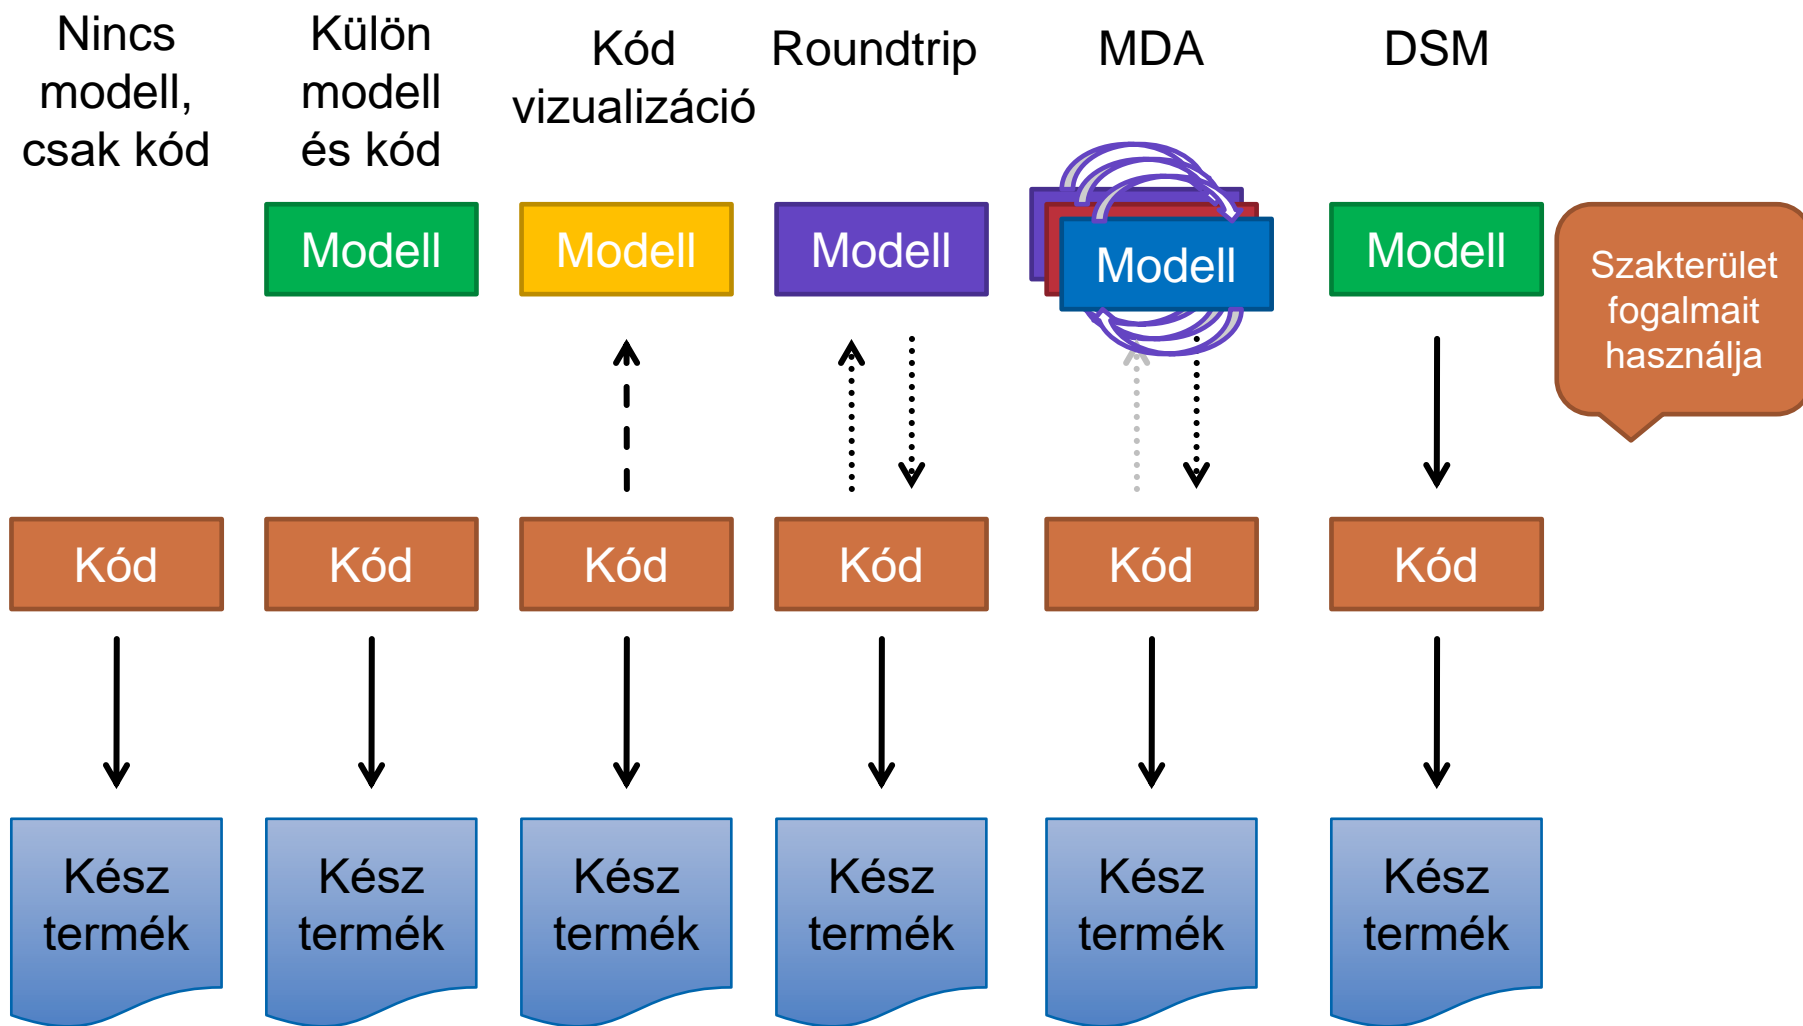 Nincs
modell,
csak kód
Külön
modell
és kód
Kód
vizualizáció
Roundtrip
MDA
DSM
Modell
Modell
Modell
Modell
Modell
Szakterület
fogalmait
használja
Kód
Kód
Kód
Kód
Kód
Kód
Kész
termék
Kész
termék
Kész
termék
Kész
termék
Kész
termék
Kész
termék